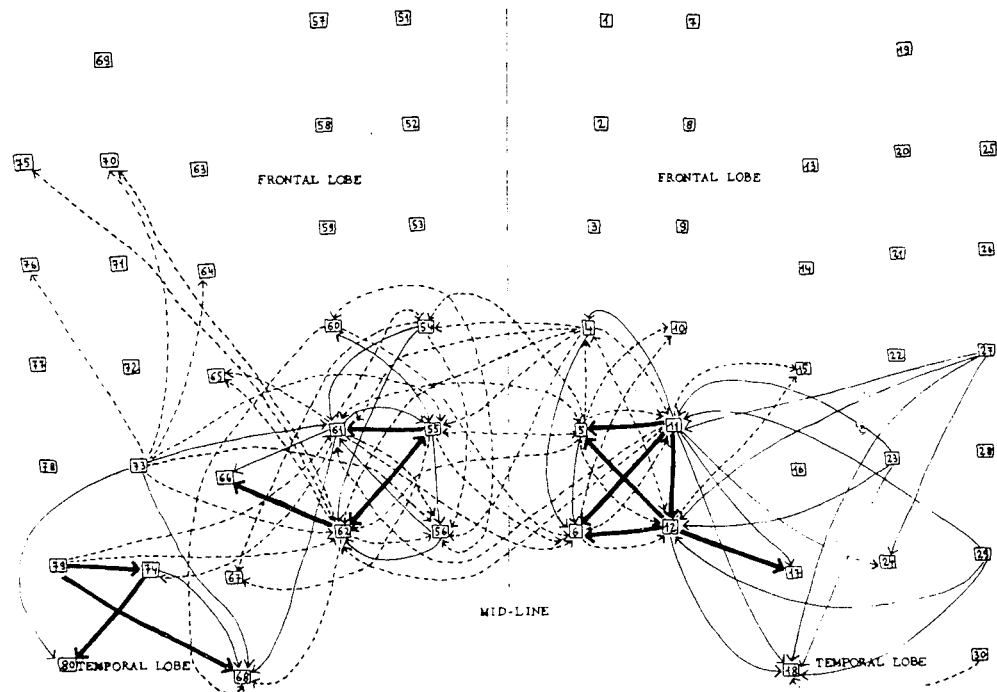 57 51 1 7
69 19
58 52 2 8
75 70 63 13 20 25
FRONTAL LOBE FRONTAL LOBE
59 53 3 9
76 71 64 14 21 26
60 54 4 10
77 72 65 15 22 27
61 55 5 11
78 73 66 16 23 28
62 56 6 12
79 74 67 17 24 29
MID-LINE
80 TEMPORAL LOBE 68 18 TEMPORAL LOBE 30